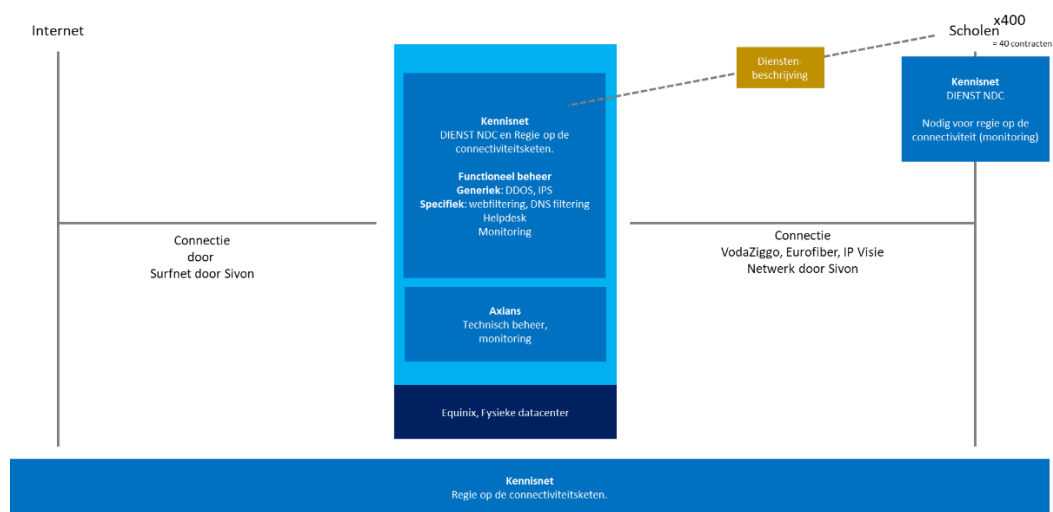 Internet
Scholen
x400
= 40 contracten
Diensten-
beschrijving
Kennisnet
DIENST NDC
Nodig voor regie op de
connectiviteit (monitoring)
Kennisnet
DIENST NDC en Regie op de
connectiviteitsketen.
Functioneel beheer
Generiek: DDOS, IPS
Specifiek: webfiltering, DNS filtering
Helpdesk
Monitoring
Connectie
door
Surfnet door Sivon
Connectie
VodaZiggo, Eurofiber, IP Visie
Netwerk door Sivon
Axians
Technisch beheer,
monitoring
Equinix, Fysieke datacenter
Kennisnet
Regie op de connectiviteitsketen.